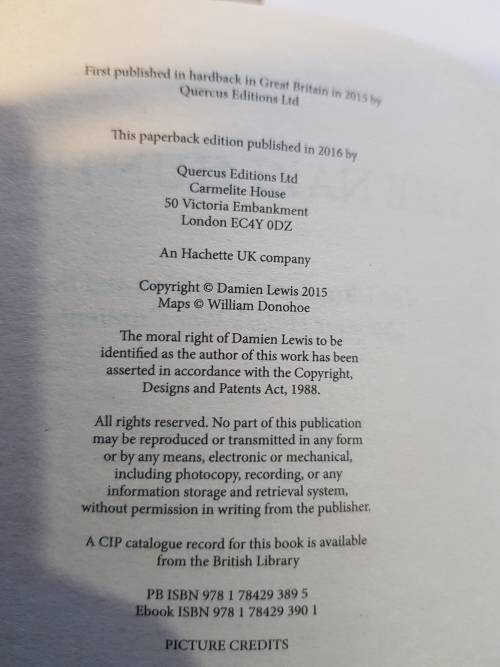 First published in hardback in Great Britain in 2015 by
Quercus Editions Ltd
This paperback edition published in 2016 by
Quercus Editions Ltd
Carmelite House
50 Victoria Embankment
London EC4Y 0DZ
An Hachette UK company
Copyright © Damien Lewis 2015
Maps © William Donohoe
The moral right of Damien Lewis to be
identified as the author of this work has been
asserted in accordance with the Copyright,
Designs and Patents Act, 1988.
All rights reserved. No part of this publication
may be reproduced or transmitted in any form
or by any means, electronic or mechanical,
including photocopy, recording, or any
information storage and retrieval system,
without permission in writing from the publisher.
A CIP catalogue record for this book is available
from the British Library
PB ISBN 978 1 78429 389 5
Ebook ISBN 978 1 78429 390 1
PICTURE CREDITS